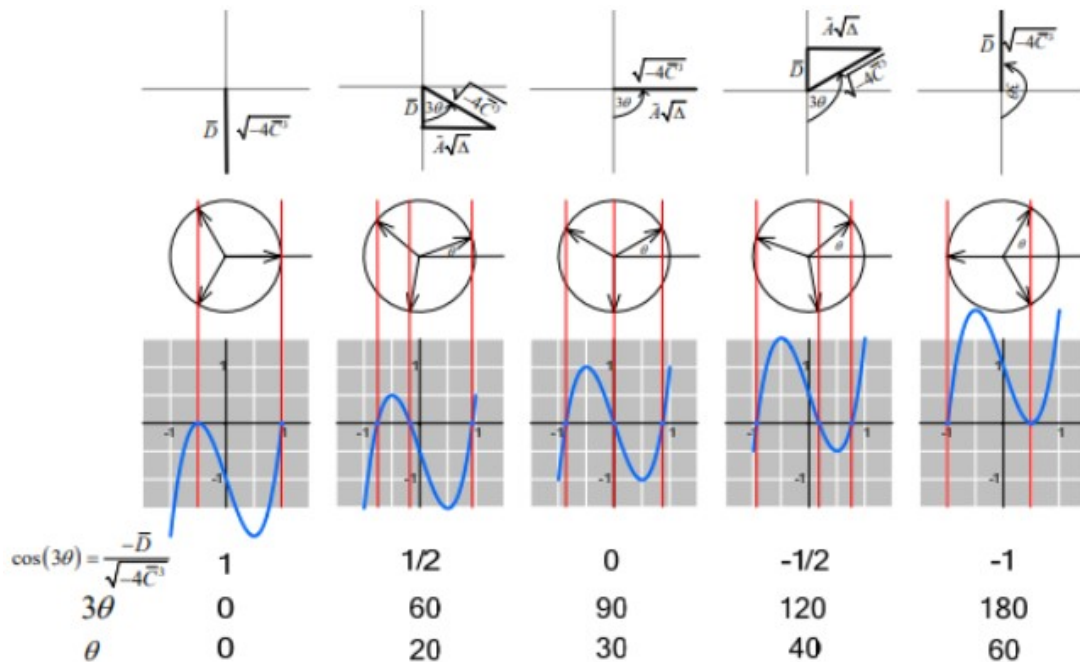 D̅ √-4C̅³
D̅ 3θ √-4C̅³ Ā√Δ
√-4C̅³ 3θ Ā√Δ
Ā√Δ D̅ 3θ √-4C̅
D̅ √-4C̅³ 3θ
θ θ θ θ
1 1 1 1 1
-1 1 -1 1 -1 1 -1 1 -1 1
-1 -1 -1 -1 -1
cos(3θ) = -D̅ / √-4C̅³ 1 1/2 0 -1/2 -1
3θ 0 60 90 120 180
θ 0 20 30 40 60